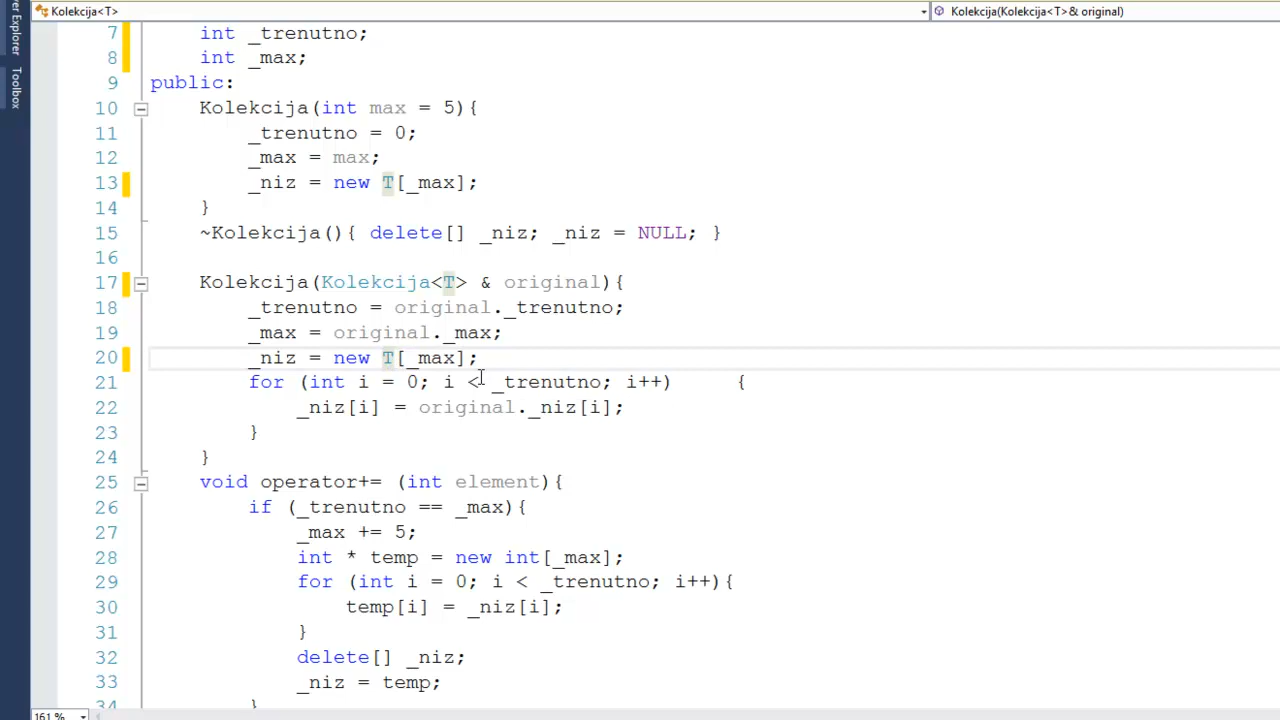 Kolekcija<T>
Kolekcija(Kolekcija<T> & original)
er Explorer
Toolbox
7 int _trenutno;
8 int _max;
9 public:
10 Kolekcija(int max = 5){
11 _trenutno = 0;
12 _max = max;
13 _niz = new T[_max];
14 }
15 ~Kolekcija(){ delete[] _niz; _niz = NULL; }
16
17 Kolekcija(Kolekcija<T> & original){
18 _trenutno = original._trenutno;
19 _max = original._max;
20 _niz = new T[_max];
21 for (int i = 0; i < _trenutno; i++) {
22 _niz[i] = original._niz[i];
23 }
24 }
25 void operator+= (int element){
26 if (_trenutno == _max){
27 _max += 5;
28 int * temp = new int[_max];
29 for (int i = 0; i < _trenutno; i++){
30 temp[i] = _niz[i];
31 }
32 delete[] _niz;
33 _niz = temp;
34 }
161 %